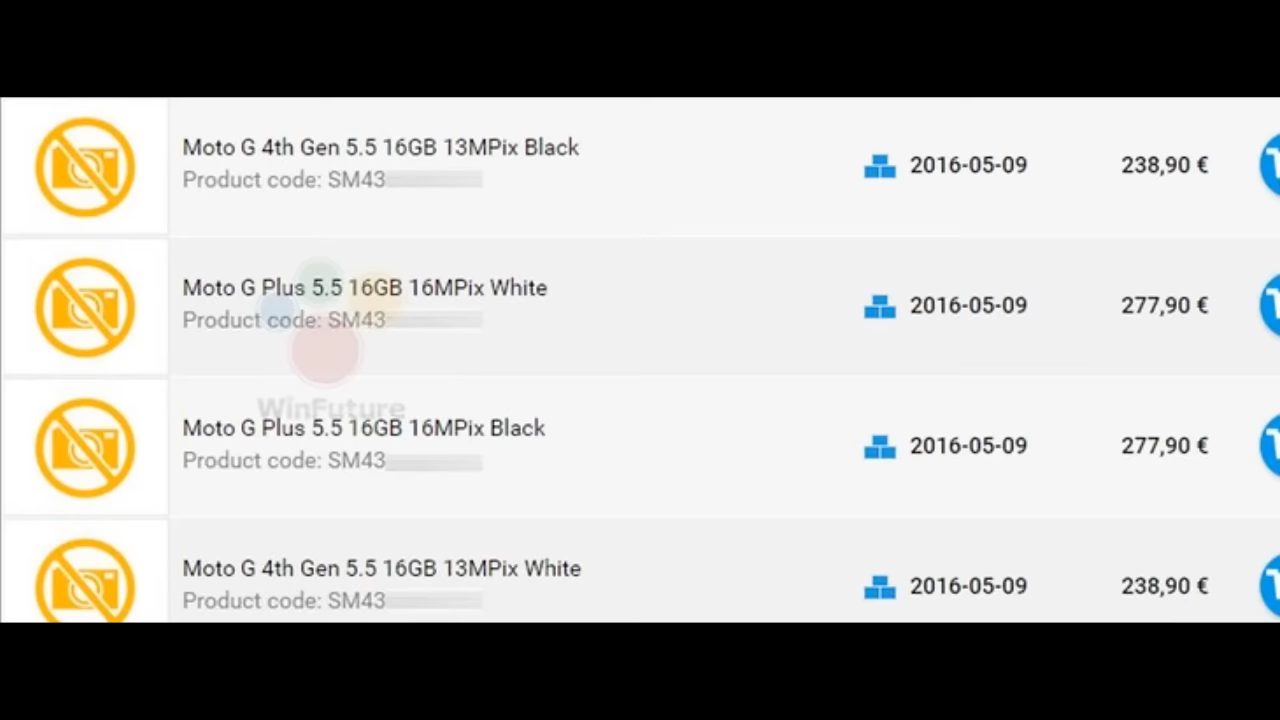 Moto G 4th Gen 5.5 16GB 13MPix Black
Product code: SM43
2016-05-09
238,90 €
Moto G Plus 5.5 16GB 16MPix White
Product code: SM43
2016-05-09
277,90 €
WinFuture
Moto G Plus 5.5 16GB 16MPix Black
Product code: SM43
2016-05-09
277,90 €
Moto G 4th Gen 5.5 16GB 13MPix White
Product code: SM43
2016-05-09
238,90 €